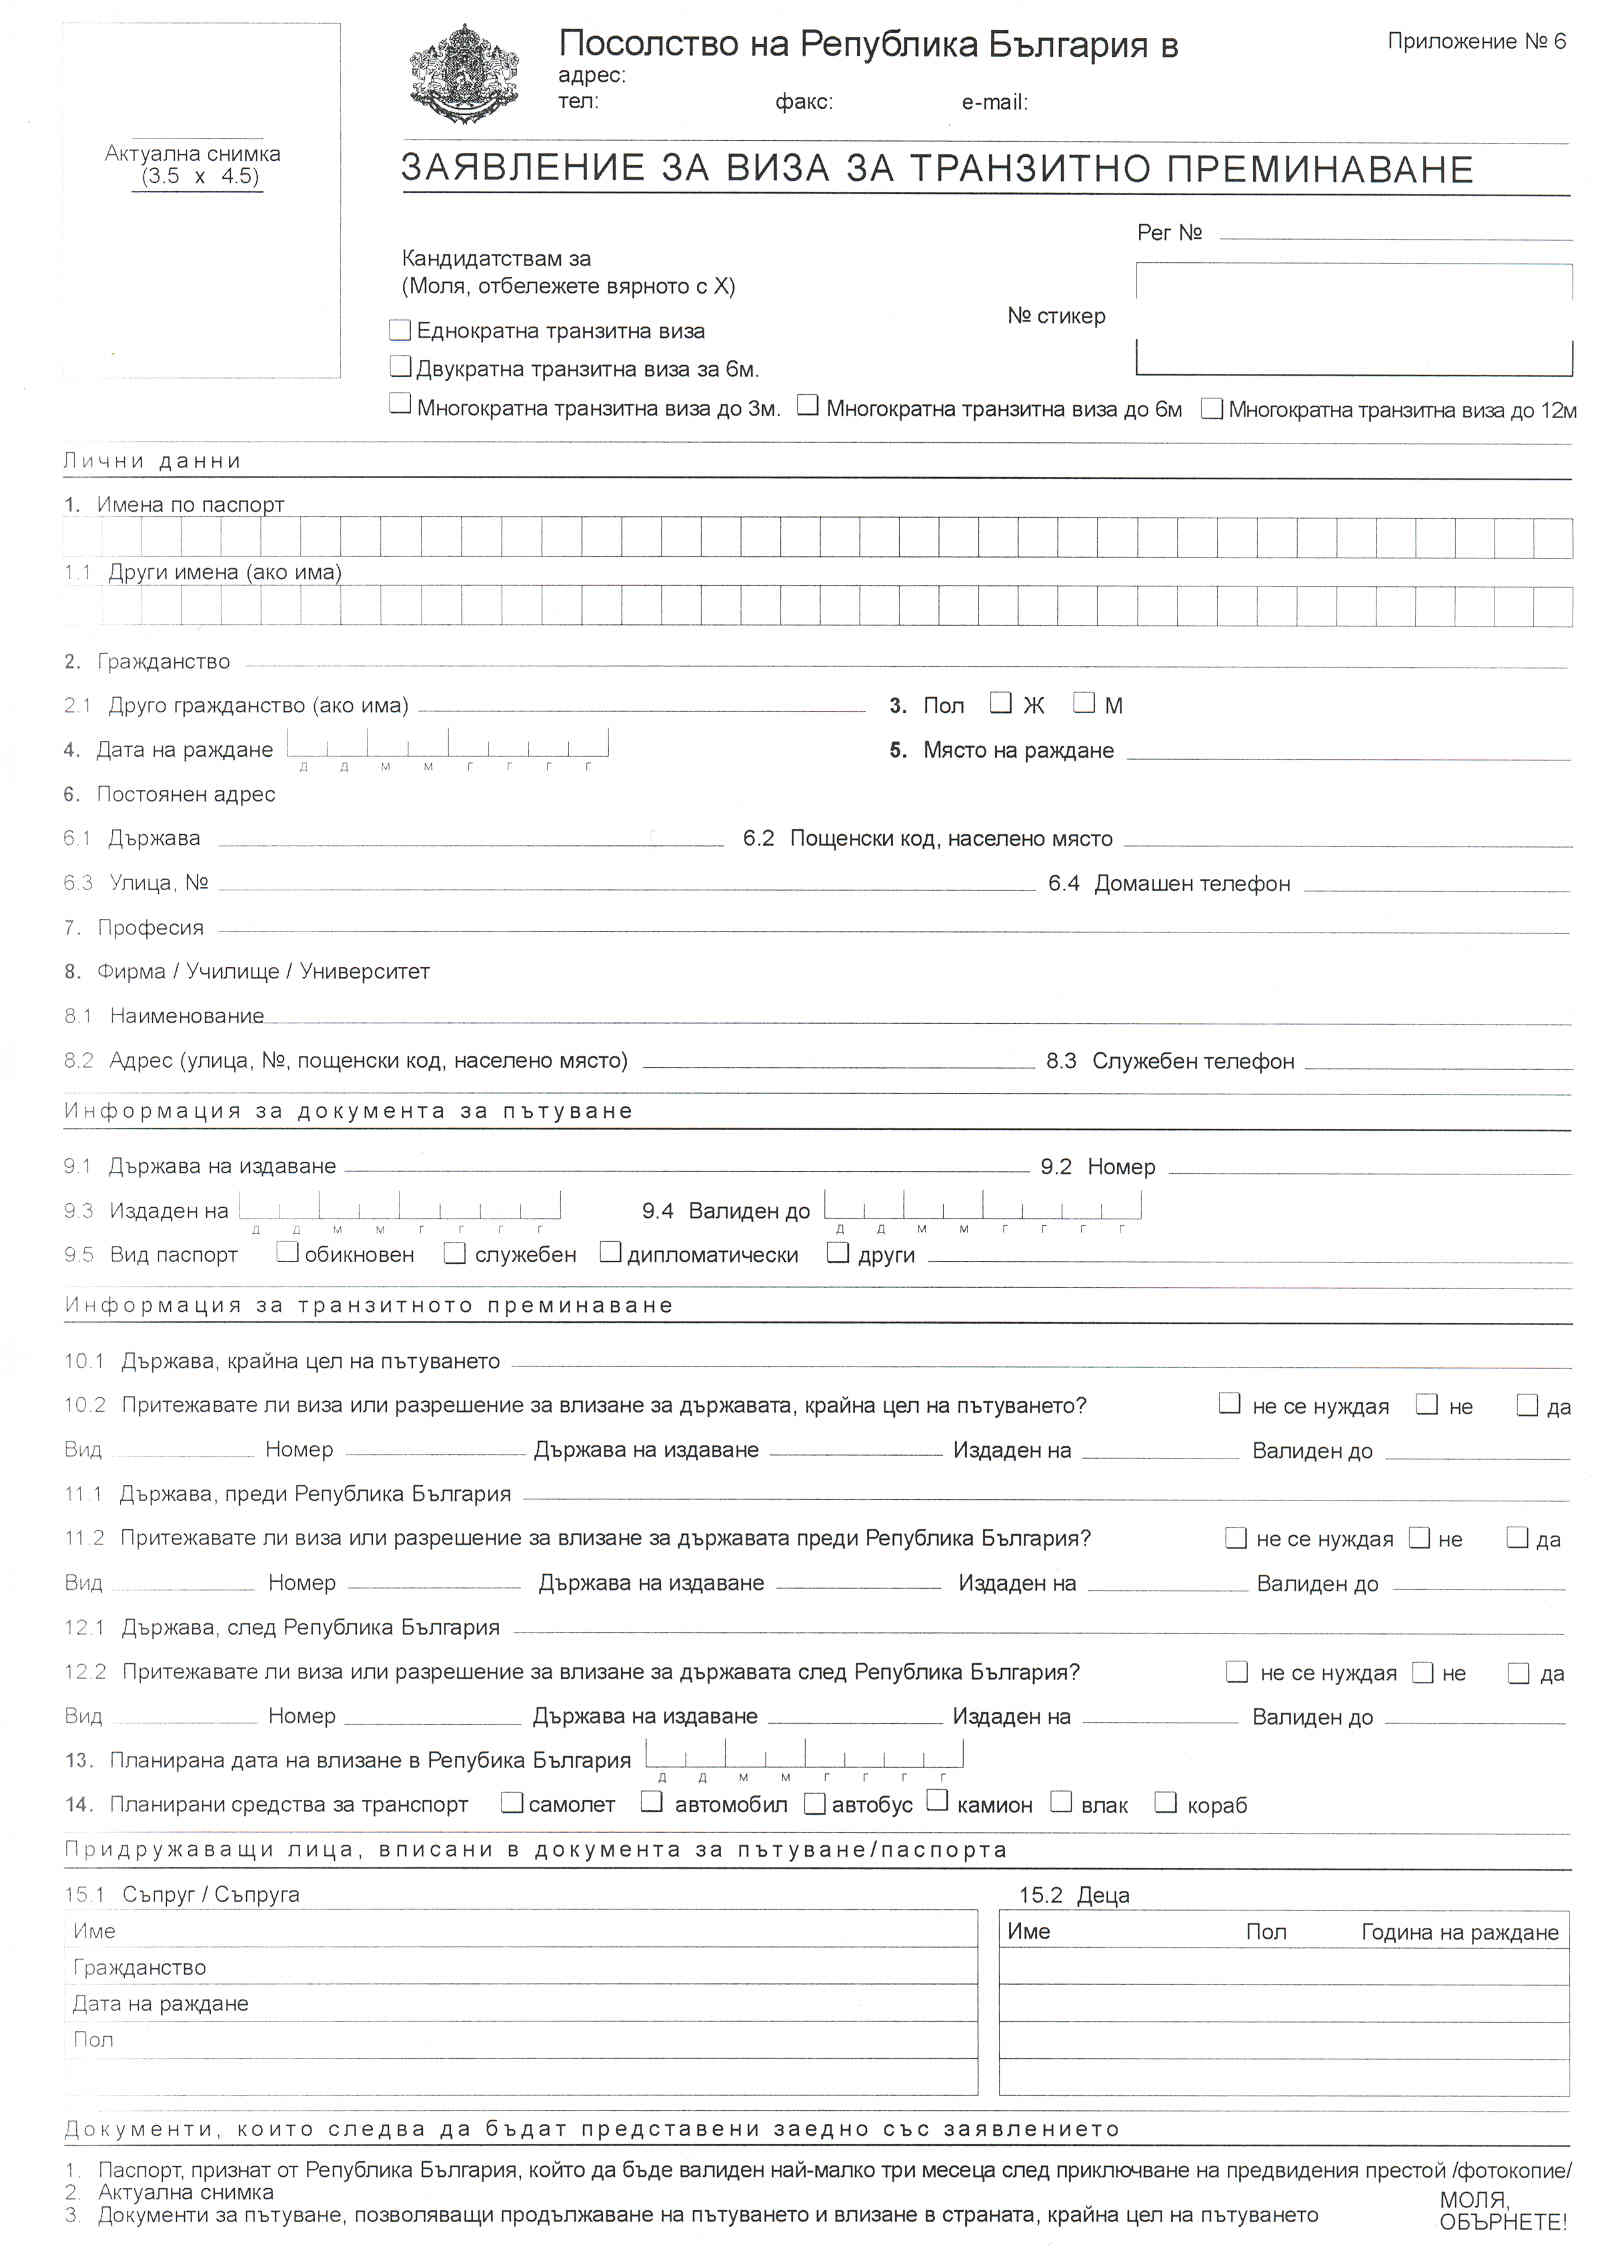 Посолство на Република България в
Приложение № 6
адрес:
тел: факс: e-mail:
Актуална снимка
(3.5 x 4.5)
ЗАЯВЛЕНИЕ ЗА ВИЗА ЗА ТРАНЗИТНО ПРЕМИНАВАНЕ
Рег №
Кандидатствам за
(Моля, отбележете вярното с X)
№ стикер
Еднократна транзитна виза
Двукратна транзитна виза за 6м.
Многократна транзитна виза до 3м. Многократна транзитна виза до 6м Многократна транзитна виза до 12м
Лични данни
1. Имена по паспорт
1.1 Други имена (ако има)
2. Гражданство
2.1 Друго гражданство (ако има) 3. Пол Ж М
4. Дата на раждане 5. Място на раждане
д д м м г г г г
6. Постоянен адрес
6.1 Държава 6.2 Пощенски код, населено място
6.3 Улица, № 6.4 Домашен телефон
7. Професия
8. Фирма / Училище / Университет
8.1 Наименование
8.2 Адрес (улица, №, пощенски код, населено място) 8.3 Служебен телефон
Информация за документа за пътуване
9.1 Държава на издаване 9.2 Номер
9.3 Издаден на 9.4 Валиден до
д д м м г г г г д д м м г г г г
9.5 Вид паспорт обикновен служебен дипломатически други
Информация за транзитното преминаване
10.1 Държава, крайна цел на пътуването
10.2 Притежавате ли виза или разрешение за влизане за държавата, крайна цел на пътуването? не се нуждая не да
Вид Номер Държава на издаване Издаден на Валиден до
11.1 Държава, преди Република България
11.2 Притежавате ли виза или разрешение за влизане за държавата преди Република България? не се нуждая не да
Вид Номер Държава на издаване Издаден на Валиден до
12.1 Държава, след Република България
12.2 Притежавате ли виза или разрешение за влизане за държавата след Република България? не се нуждая не да
Вид Номер Държава на издаване Издаден на Валиден до
13. Планирана дата на влизане в Репубика България
д д м м г г г г
14. Планирани средства за транспорт самолет автомобил автобус камион влак кораб
Придружаващи лица, вписани в документа за пътуване/паспорта
15.1 Съпруг / Съпруга 15.2 Деца
Име Име Пол Година на раждане
Гражданство
Дата на раждане
Пол
Документи, които следва да бъдат представени заедно със заявлението
1. Паспорт, признат от Република България, който да бъде валиден най-малко три месеца след приключване на предвидения престой /фотокопие/
2. Актуална снимка
3. Документи за пътуване, позволяващи продължаване на пътуването и влизане в страната, крайна цел на пътуването
МОЛЯ,
ОБЪРНЕТЕ!